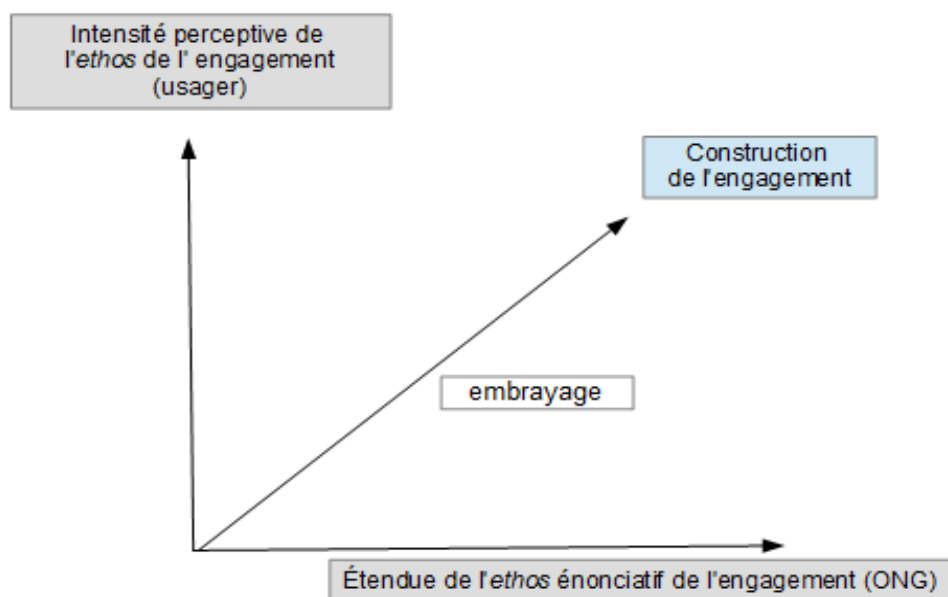 Intensité perceptive de
l'ethos de l' engagement
(usager)
Construction
de l'engagement
embrayage
Étendue de l'ethos énonciatif de l'engagement (ONG)